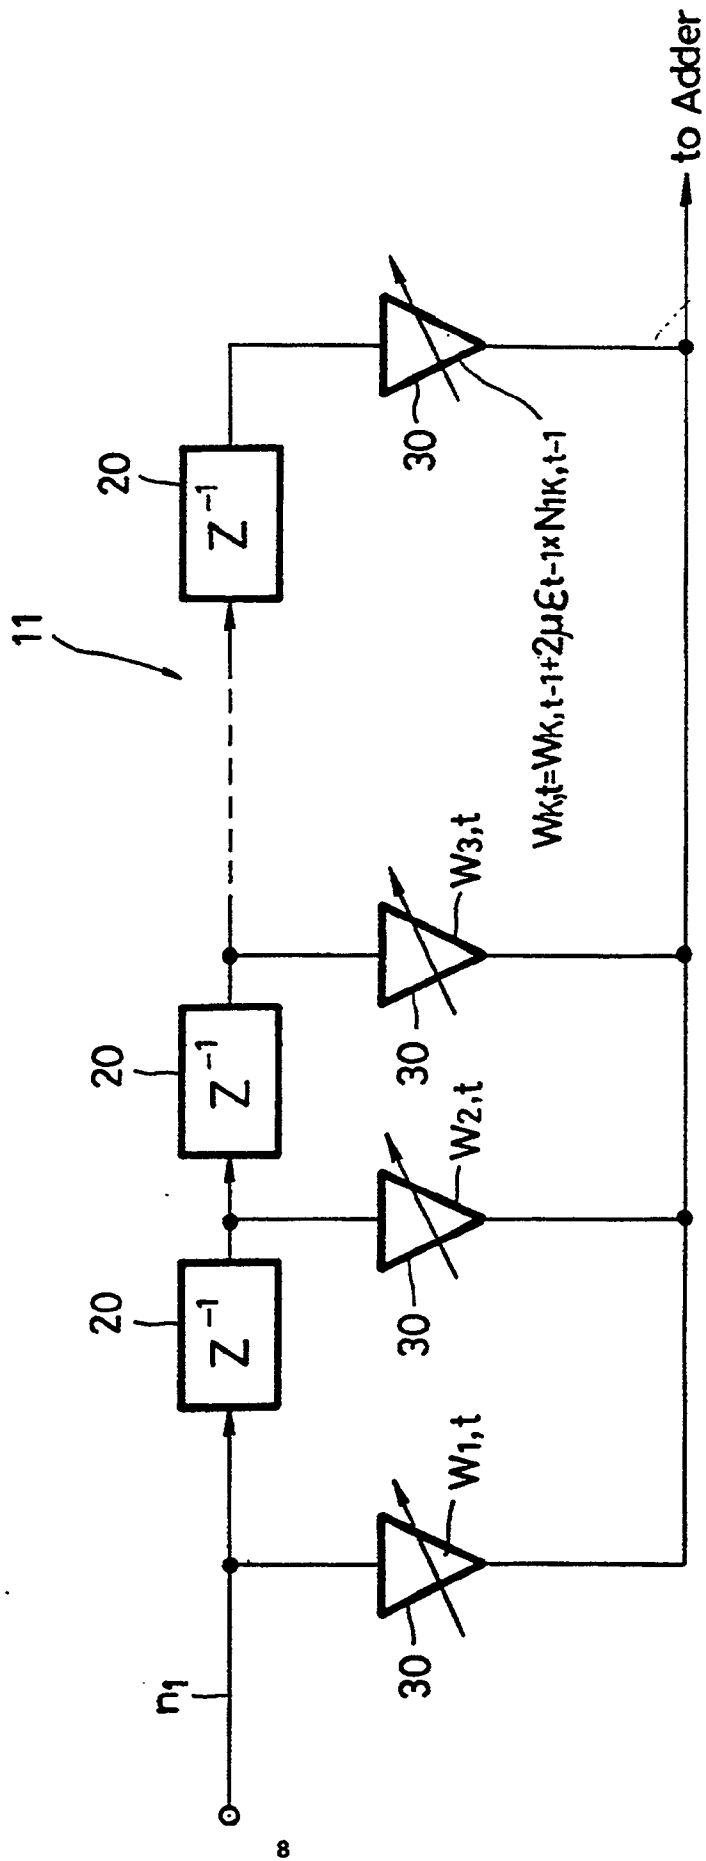 11
20
20
20
Z⁻¹
Z⁻¹
Z⁻¹
n1
30
30
30
30
W1,t
W2,t
W3,t
WK,t=WK,t-1+2μεt-1×N1K,t-1
to Adder
8